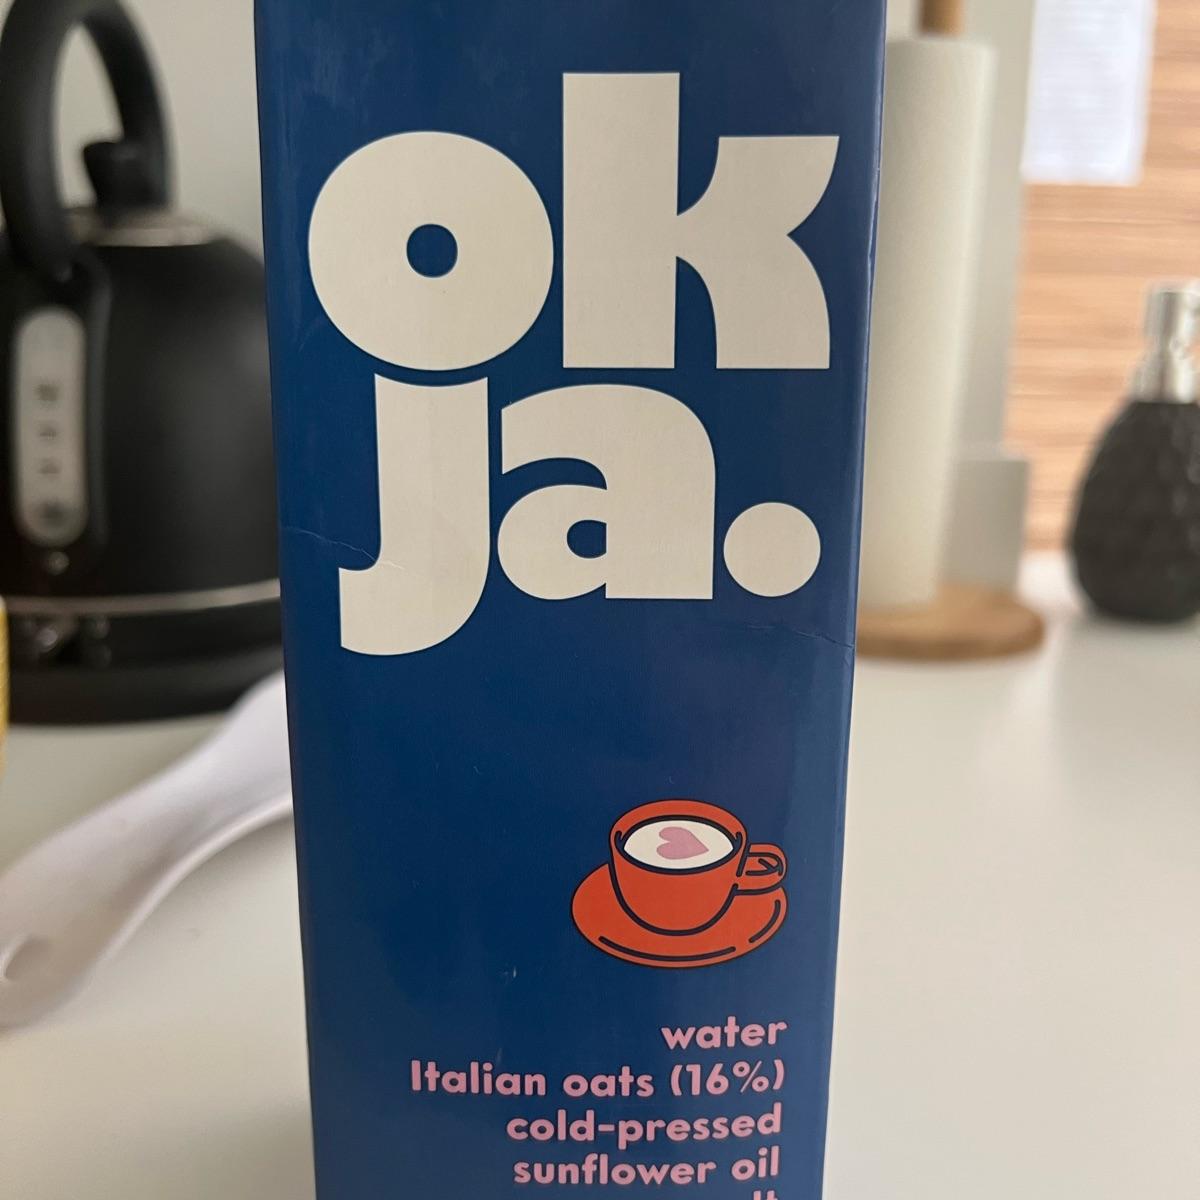 ok
ja.
water
Italian oats (16%)
cold-pressed
sunflower oil